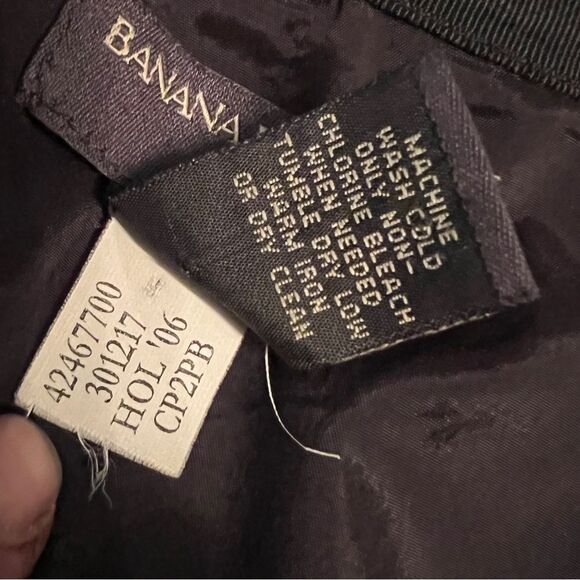 BANANA
MACHINE
WASH COLD
ONLY NON-
CHLORINE BLEACH
WHEN NEEDED
TUMBLE DRY LOW
WARM IRON
OR DRY CLEAN
42467700
301217
HOL '06
CP2PB